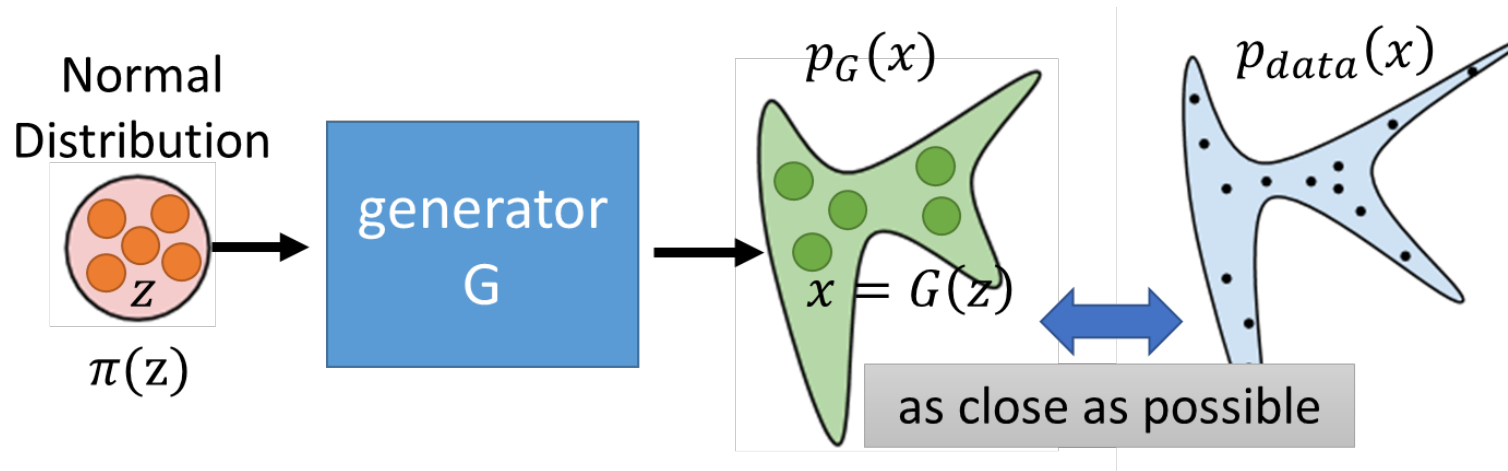 Normal
Distribution
z
π(z)
generator
G
p_G(x)
x = G(z)
p_data(x)
as close as possible